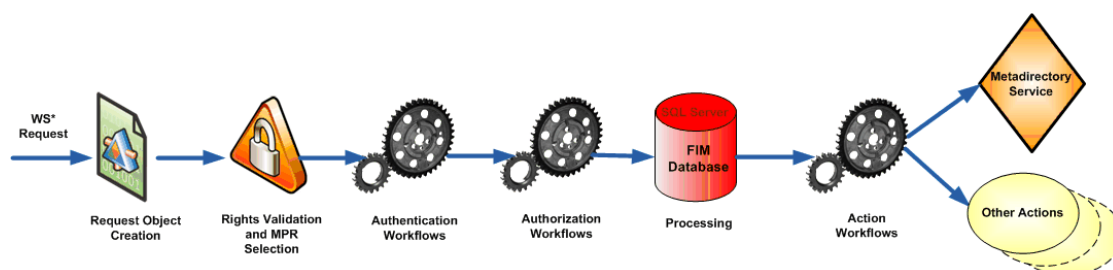 WS*
Request
Request Object
Creation
Rights Validation
and MPR
Selection
Authentication
Workflows
Authorization
Workflows
SQL Server
FIM
Database
Processing
Action
Workflows
Metadirectory
Service
Other Actions